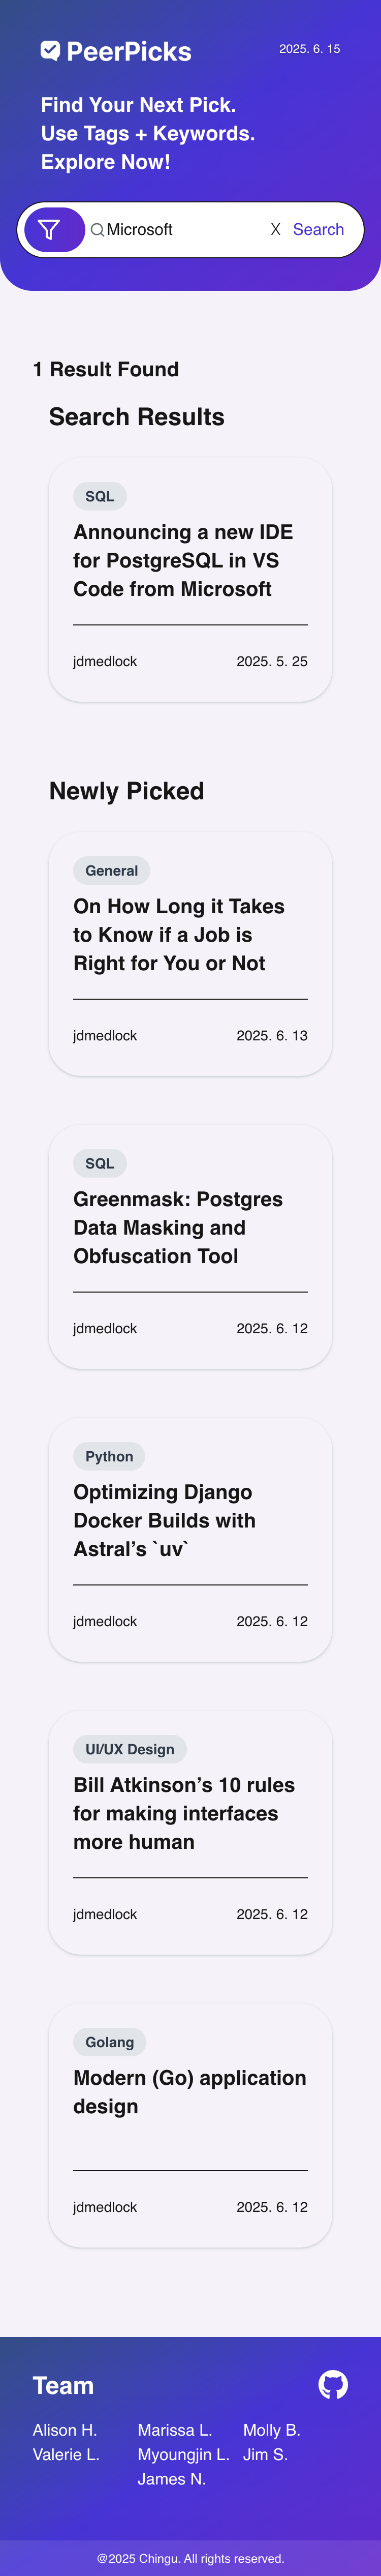 PeerPicks
2025. 6. 15
Find Your Next Pick.
Use Tags + Keywords.
Explore Now!
Microsoft X Search
1 Result Found
Search Results
SQL
Announcing a new IDE
for PostgreSQL in VS
Code from Microsoft
jdmedlock 2025. 5. 25
Newly Picked
General
On How Long it Takes
to Know if a Job is
Right for You or Not
jdmedlock 2025. 6. 13
SQL
Greenmask: Postgres
Data Masking and
Obfuscation Tool
jdmedlock 2025. 6. 12
Python
Optimizing Django
Docker Builds with
Astral’s `uv`
jdmedlock 2025. 6. 12
UI/UX Design
Bill Atkinson’s 10 rules
for making interfaces
more human
jdmedlock 2025. 6. 12
Golang
Modern (Go) application
design
jdmedlock 2025. 6. 12
Team
Alison H. Marissa L. Molly B.
Valerie L. Myoungjin L. Jim S.
James N.
@2025 Chingu. All rights reserved.